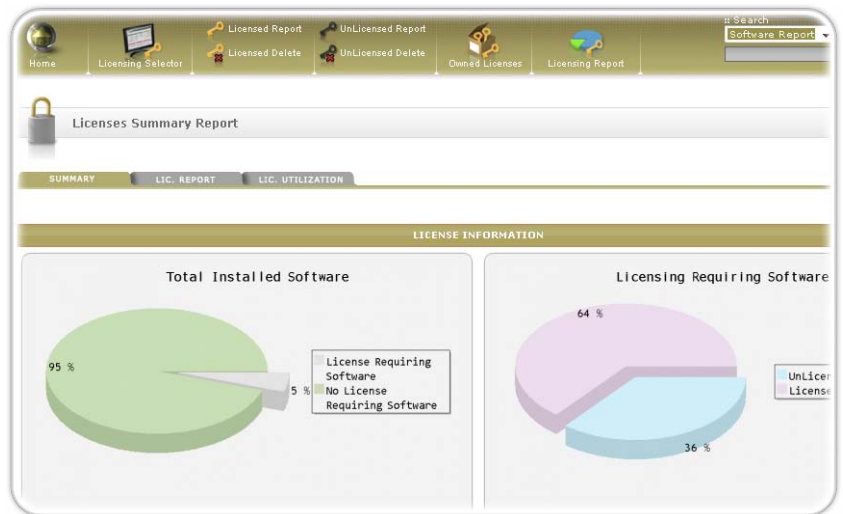 :: Search
Licensed Report
UnLicensed Report
Software Report
Licensed Delete
UnLicensed Delete
Home
Licensing Selector
Owned Licenses
Licensing Report
Licenses Summary Report
SUMMARY
LIC. REPORT
LIC. UTILIZATION
LICENSE INFORMATION
Total Installed Software
95 %
5 %
License Requiring
Software
No License
Requiring Software
Licensing Requiring Software
64 %
36 %
UnLicen
License